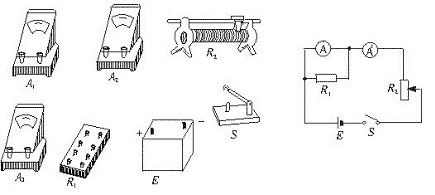 A₁
A₂
R₂
A₃
R₁
+
E
−
S
A
A'
R₁
R₂
E
S